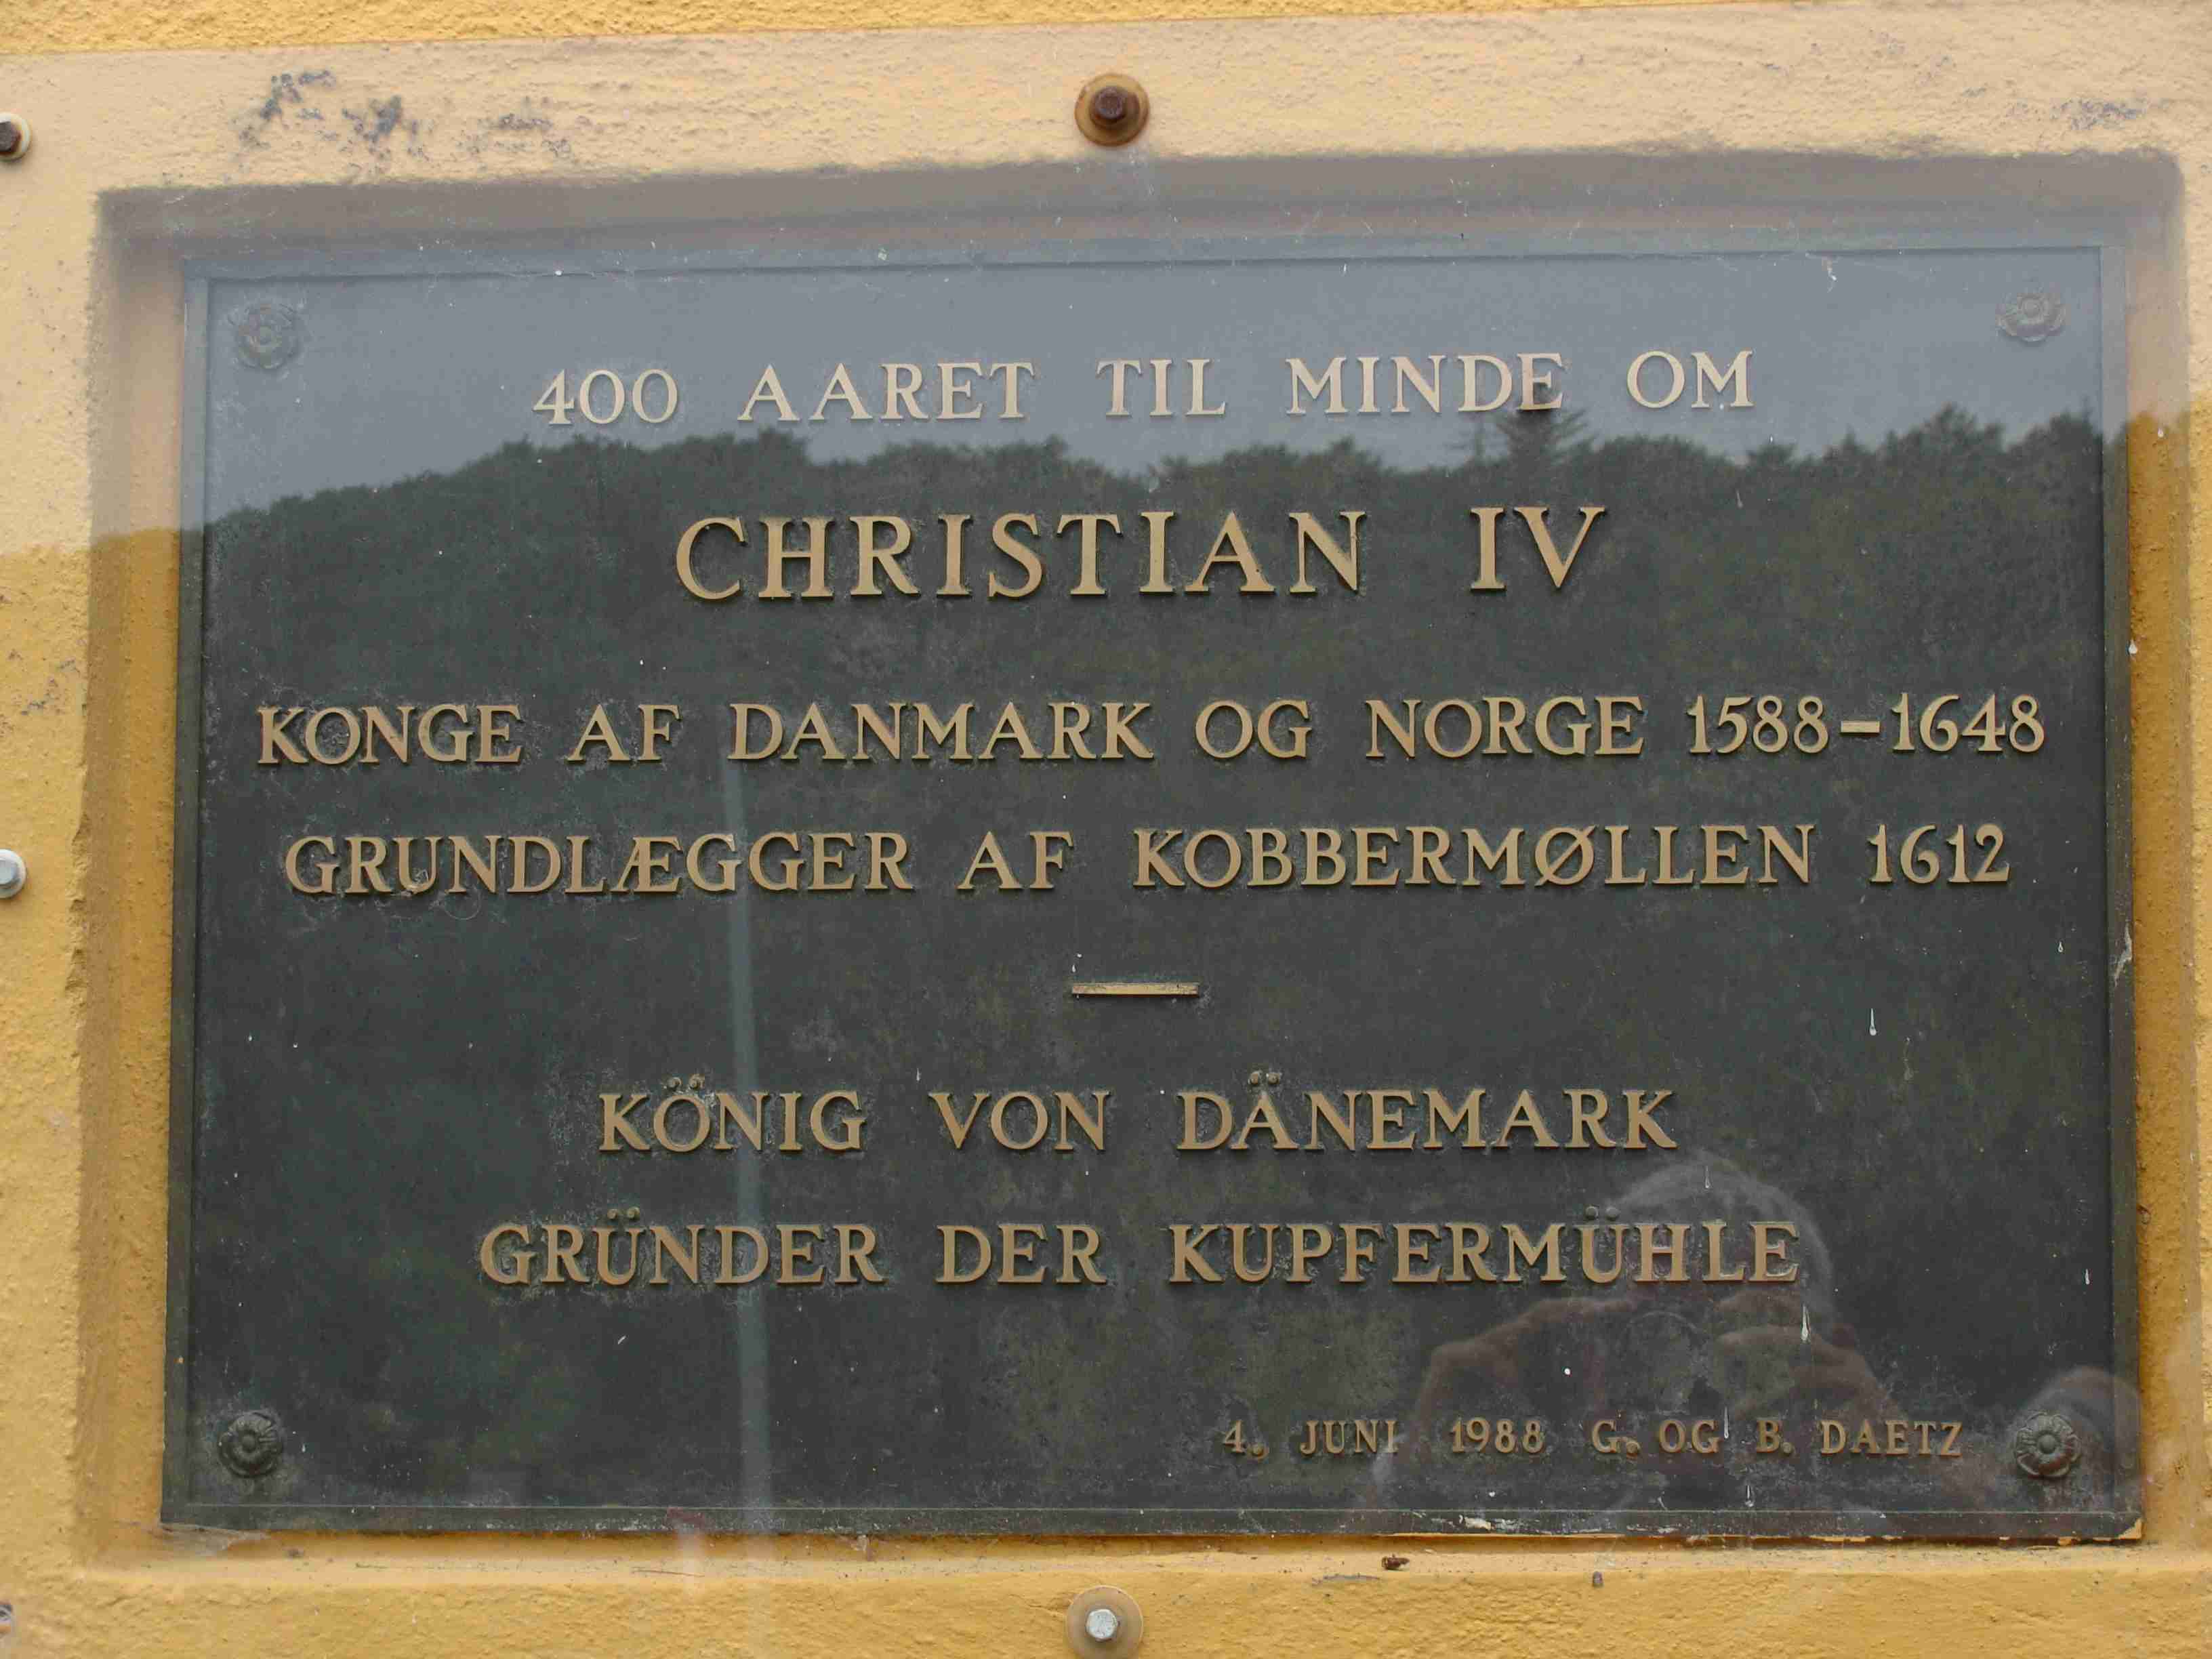 400 AARET TIL MINDE OM
CHRISTIAN IV
KONGE AF DANMARK OG NORGE 1588-1648
GRUNDLÆGGER AF KOBBERMØLLEN 1612
—
KÖNIG VON DÄNEMARK
GRÜNDER DER KUPFERMÜHLE
4. JUNI 1988 G. OG B. DAETZ